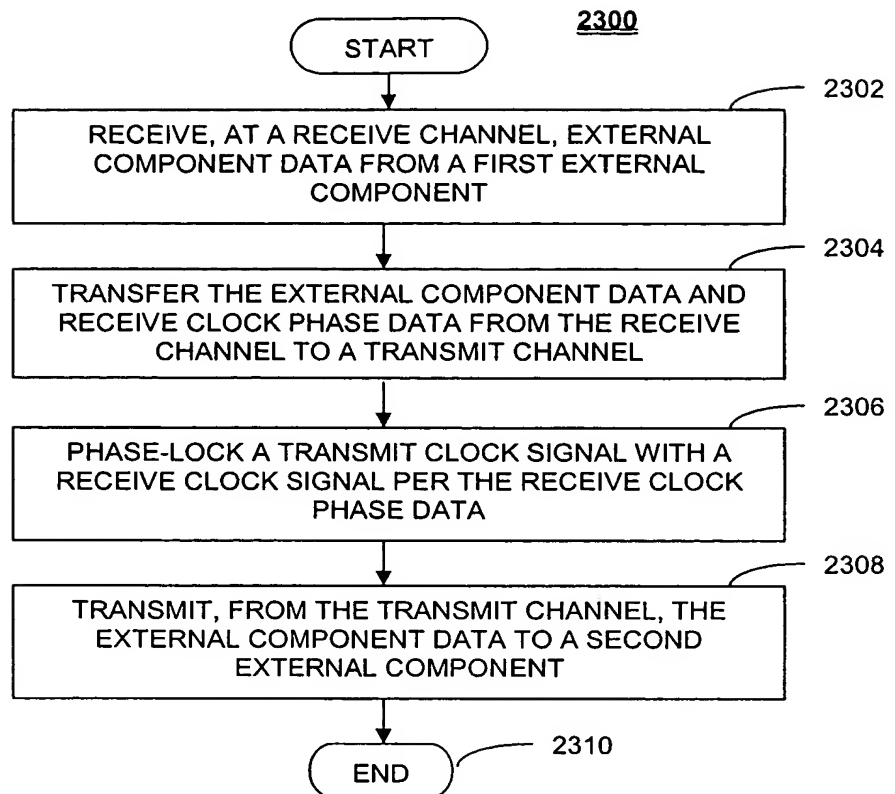 2300
START
2302
RECEIVE, AT A RECEIVE CHANNEL, EXTERNAL
COMPONENT DATA FROM A FIRST EXTERNAL
COMPONENT
2304
TRANSFER THE EXTERNAL COMPONENT DATA AND
RECEIVE CLOCK PHASE DATA FROM THE RECEIVE
CHANNEL TO A TRANSMIT CHANNEL
2306
PHASE-LOCK A TRANSMIT CLOCK SIGNAL WITH A
RECEIVE CLOCK SIGNAL PER THE RECEIVE CLOCK
PHASE DATA
2308
TRANSMIT, FROM THE TRANSMIT CHANNEL, THE
EXTERNAL COMPONENT DATA TO A SECOND
EXTERNAL COMPONENT
2310
END